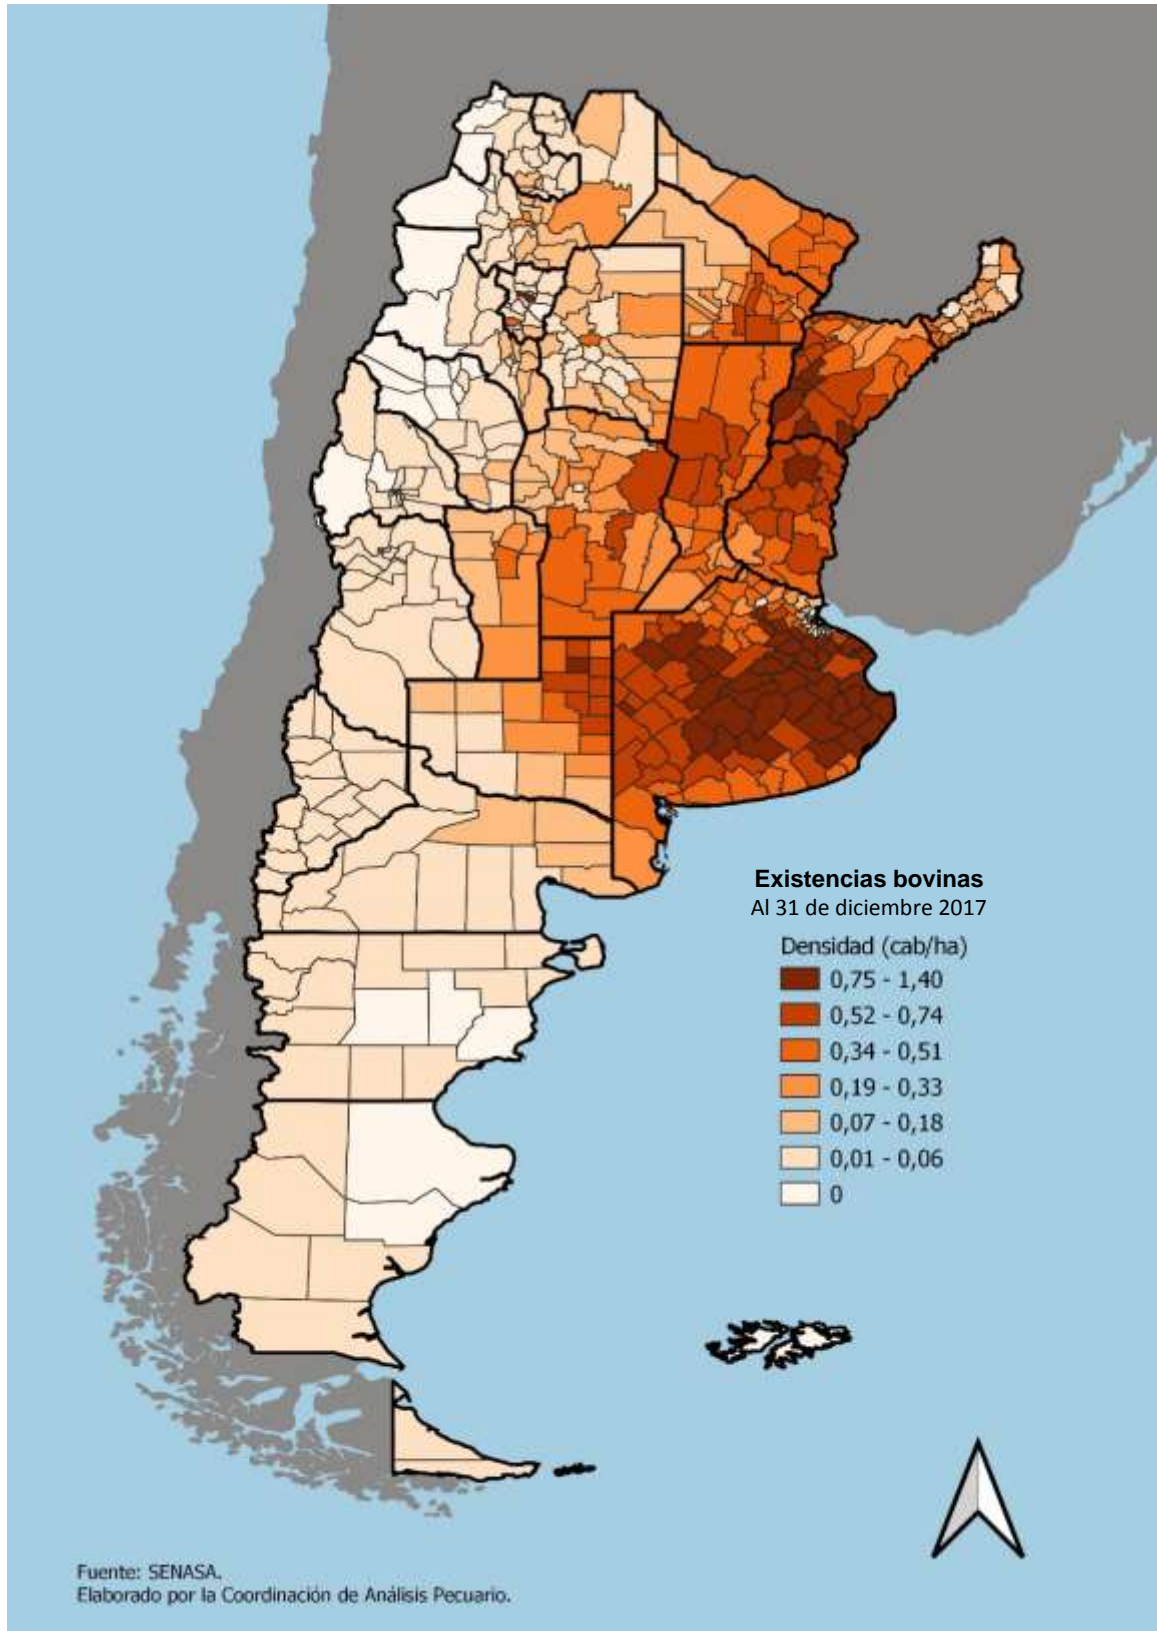 Existencias bovinas
Al 31 de diciembre 2017
Densidad (cab/ha)
0,75 - 1,40
0,52 - 0,74
0,34 - 0,51
0,19 - 0,33
0,07 - 0,18
0,01 - 0,06
0
Fuente: SENASA.
Elaborado por la Coordinación de Análisis Pecuario.